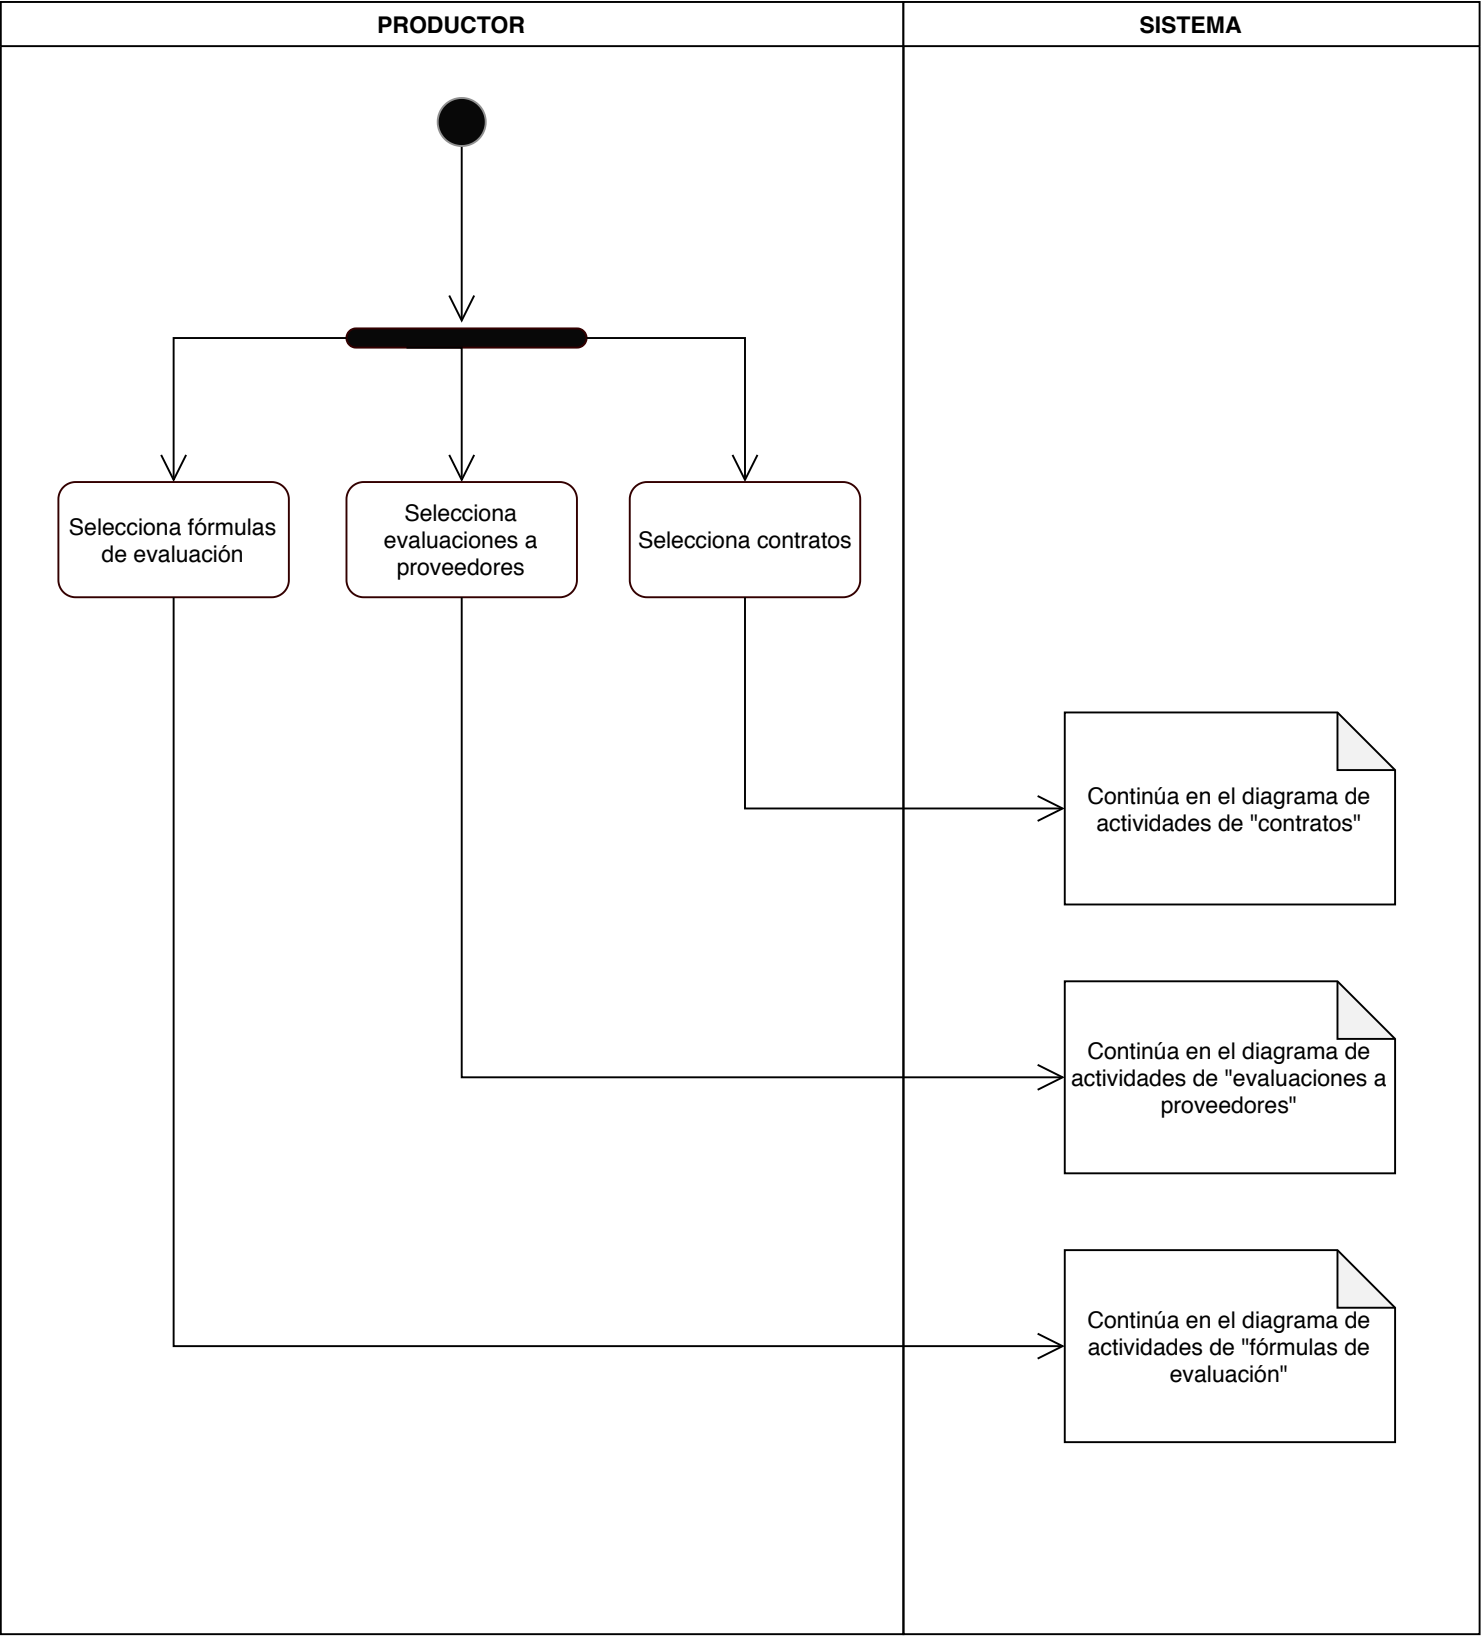 PRODUCTOR
SISTEMA
Selecciona fórmulas
de evaluación
Selecciona
evaluaciones a
proveedores
Selecciona contratos
Continúa en el diagrama de
actividades de "contratos"
Continúa en el diagrama de
actividades de "evaluaciones a
proveedores"
Continúa en el diagrama de
actividades de "fórmulas de
evaluación"